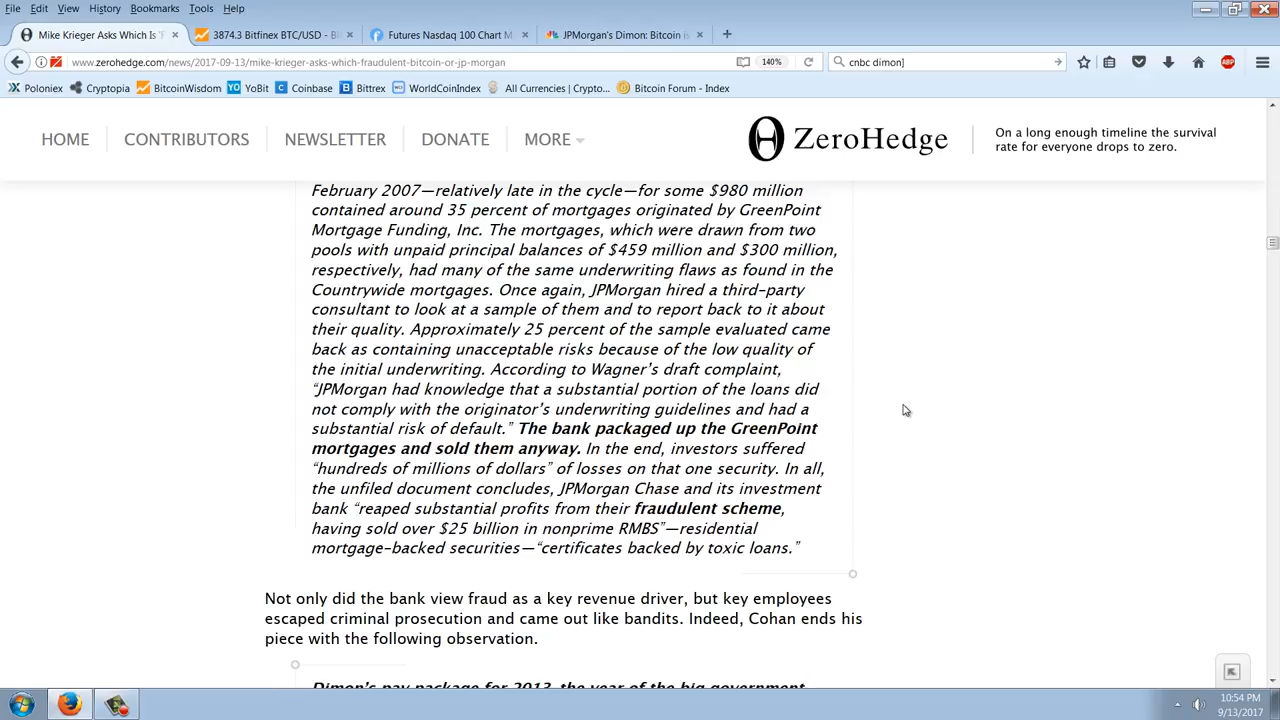 File Edit View History Bookmarks Tools Help
Mike Krieger Asks Which Is 'F × 3874.3 Bitfinex BTC/USD - Bi × Futures Nasdaq 100 Chart M × JPMorgan's Dimon: Bitcoin is × +
www.zerohedge.com/news/2017-09-13/mike-krieger-asks-which-fraudulent-bitcoin-or-jp-morgan 140% cnbc dimon] ABP
Poloniex Cryptopia BitcoinWisdom YO YoBit C Coinbase B Bittrex WorldCoinIndex All Currencies | Crypto... Bitcoin Forum - Index
HOME CONTRIBUTORS NEWSLETTER DONATE MORE ZeroHedge On a long enough timeline the survival
rate for everyone drops to zero.
February 2007—relatively late in the cycle—for some $980 million
contained around 35 percent of mortgages originated by GreenPoint
Mortgage Funding, Inc. The mortgages, which were drawn from two
pools with unpaid principal balances of $459 million and $300 million,
respectively, had many of the same underwriting flaws as found in the
Countrywide mortgages. Once again, JPMorgan hired a third-party
consultant to look at a sample of them and to report back to it about
their quality. Approximately 25 percent of the sample evaluated came
back as containing unacceptable risks because of the low quality of
the initial underwriting. According to Wagner's draft complaint,
“JPMorgan had knowledge that a substantial portion of the loans did
not comply with the originator's underwriting guidelines and had a
substantial risk of default.” The bank packaged up the GreenPoint
mortgages and sold them anyway. In the end, investors suffered
“hundreds of millions of dollars” of losses on that one security. In all,
the unfiled document concludes, JPMorgan Chase and its investment
bank “reaped substantial profits from their fraudulent scheme,
having sold over $25 billion in nonprime RMBS”—residential
mortgage-backed securities—“certificates backed by toxic loans.”
Not only did the bank view fraud as a key revenue driver, but key employees
escaped criminal prosecution and came out like bandits. Indeed, Cohan ends his
piece with the following observation.
Dimon's pay package for 2013, the year of the big government
10:54 PM
9/13/2017